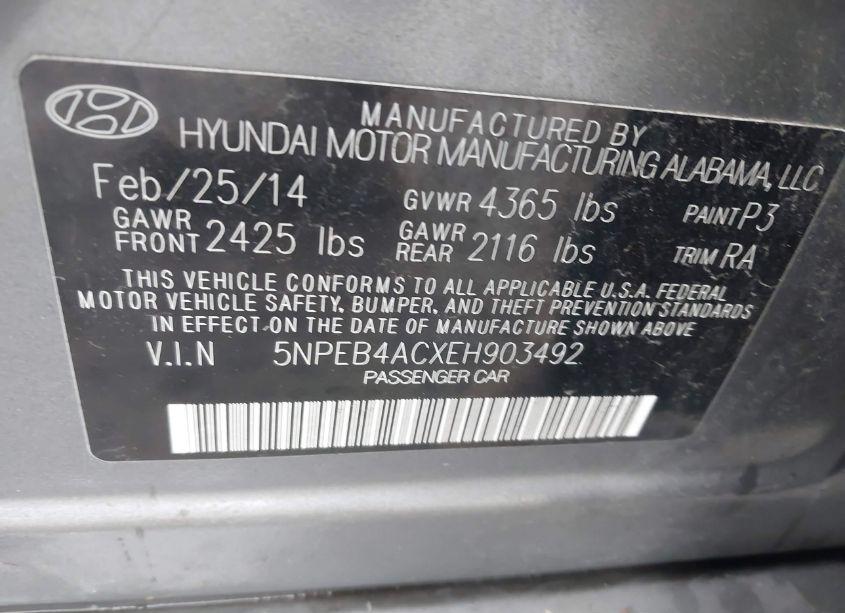 MANUFACTURED BY
HYUNDAI MOTOR MANUFACTURING ALABAMA, LLC
Feb/25/14 GVWR 4365 lbs PAINT P3
GAWR FRONT 2425 lbs GAWR REAR 2116 lbs TRIM RA
THIS VEHICLE CONFORMS TO ALL APPLICABLE U.S.A. FEDERAL
MOTOR VEHICLE SAFETY, BUMPER, AND THEFT PREVENTION STANDARDS
IN EFFECT ON THE DATE OF MANUFACTURE SHOWN ABOVE
V.I.N 5NPEB4ACXEH903492
PASSENGER CAR